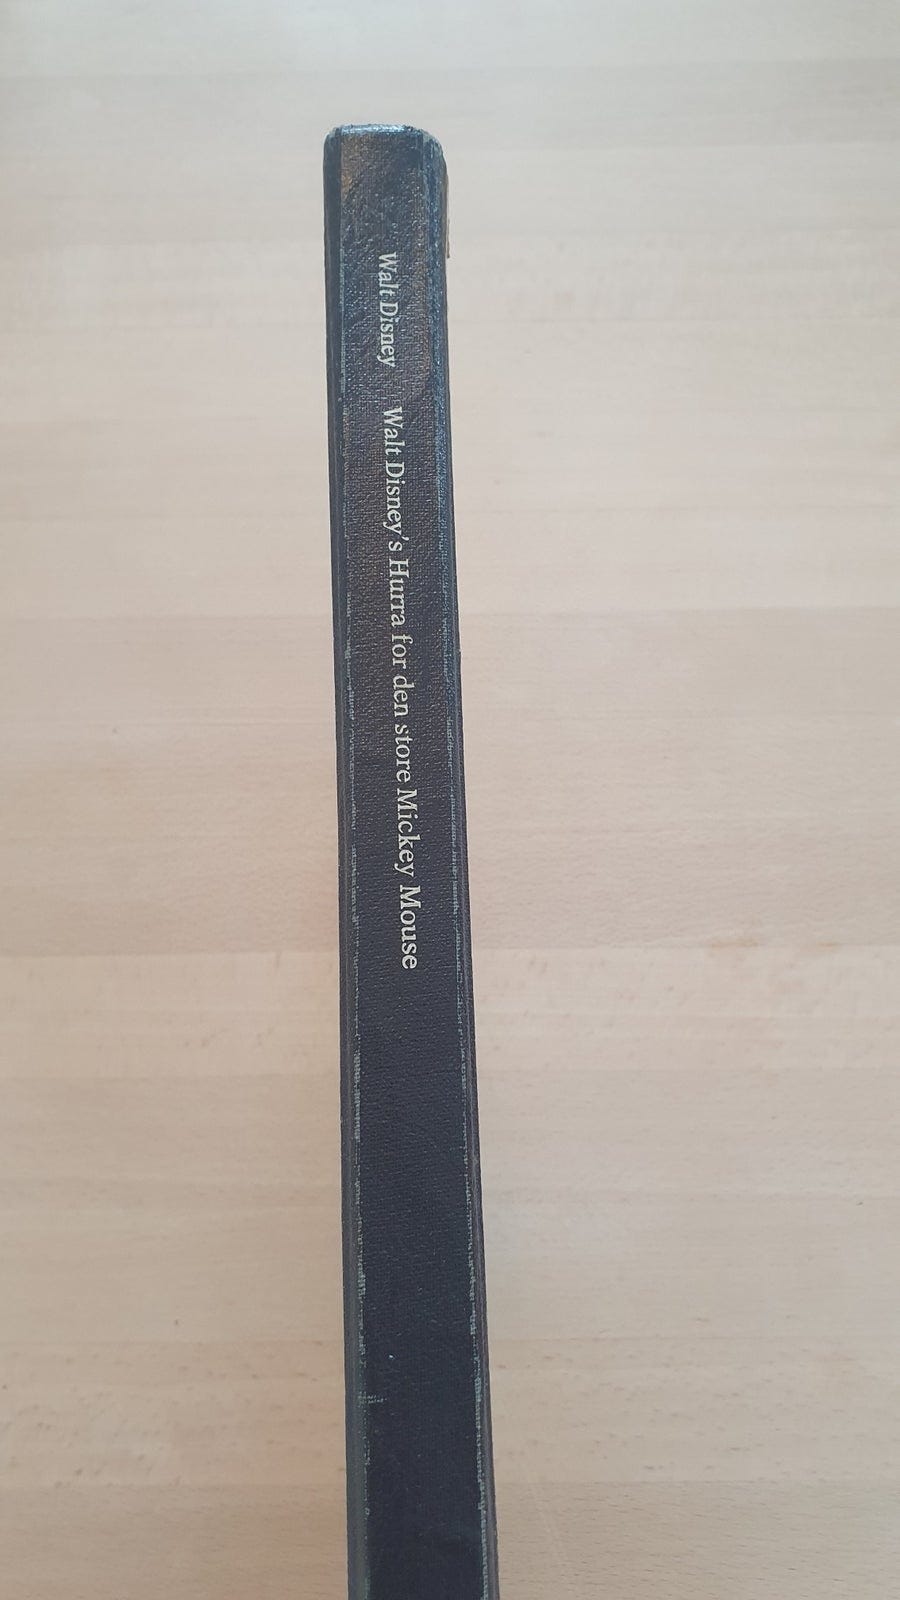 Walt Disney Walt Disney's Hurra for den store Mickey Mouse